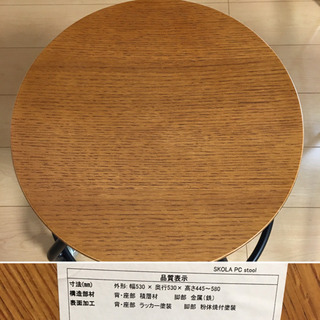 SKOLA PC stool
品質表示
寸法(mm) 外形:幅530 × 奥行530× 高さ445~580
構造部材 背・座部 積層材 脚部 金属(鉄)
表面加工 背・座部 ラッカー塗装 脚部 粉体焼付塗装